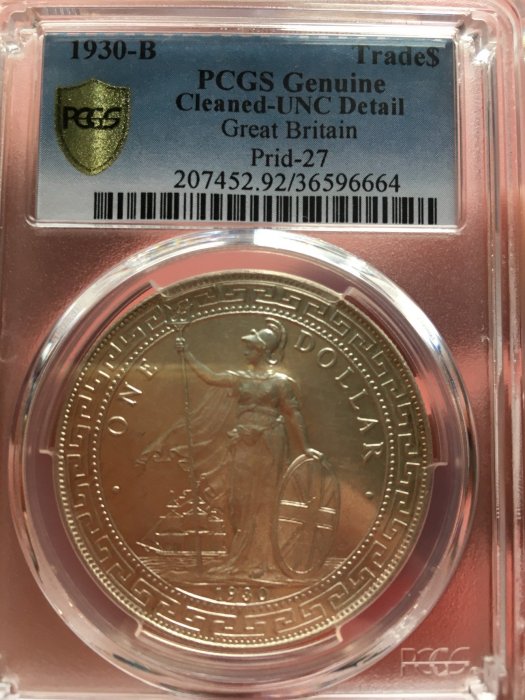 1930-B Trade$
PCGS Genuine
Cleaned-UNC Detail
Great Britain
Prid-27
207452.92/36596664
PCGS
ONE DOLLAR
1930
PCGS